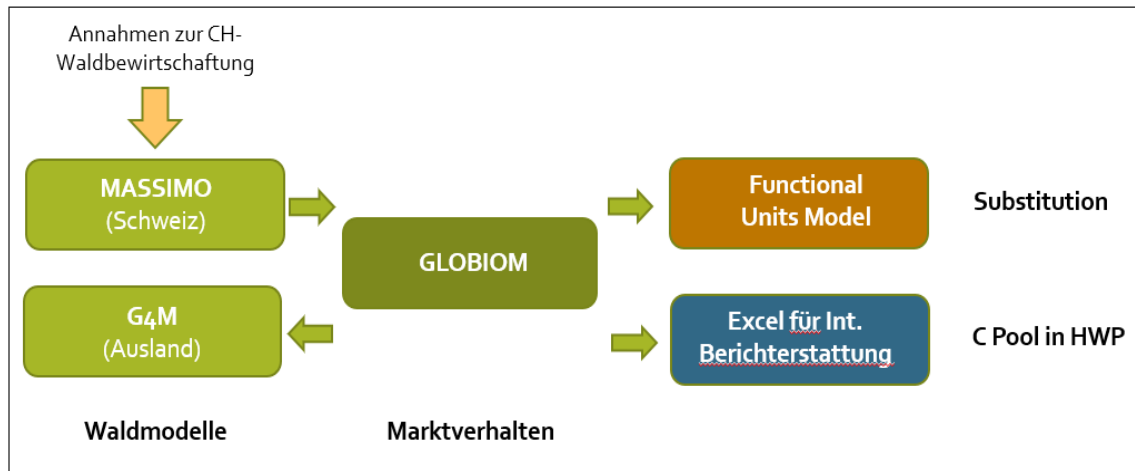 Annahmen zur CH-
Waldbewirtschaftung
MASSIMO
(Schweiz)
GLOBIOM
Functional
Units Model
Substitution
G4M
(Ausland)
Excel für Int.
Berichterstattung
C Pool in HWP
Waldmodelle
Marktverhalten